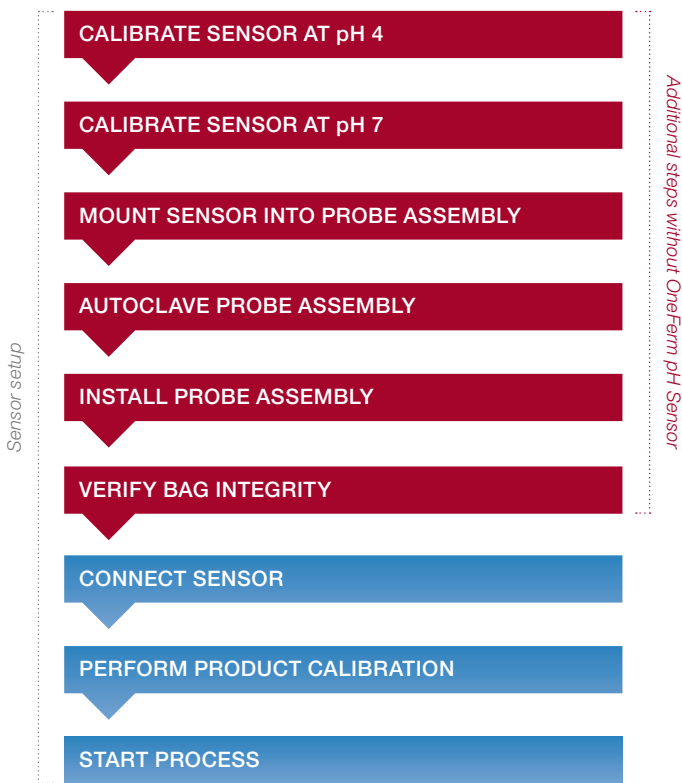 CALIBRATE SENSOR AT pH 4
CALIBRATE SENSOR AT pH 7
MOUNT SENSOR INTO PROBE ASSEMBLY
AUTOCLAVE PROBE ASSEMBLY
INSTALL PROBE ASSEMBLY
VERIFY BAG INTEGRITY
CONNECT SENSOR
PERFORM PRODUCT CALIBRATION
START PROCESS
Sensor setup
Additional steps without OneFerm pH Sensor